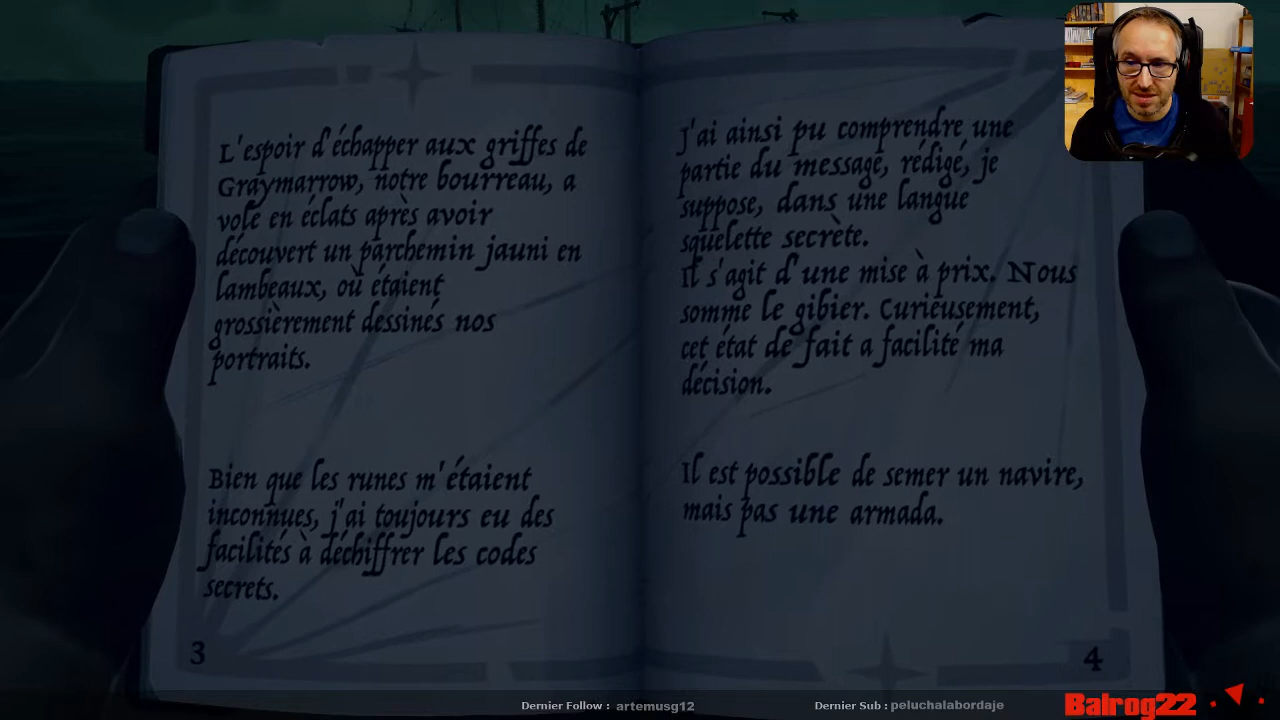 L'espoir d'échapper aux griffes de
Graymarrow, notre bourreau, a
volé en éclats après avoir
découvert un parchemin jauni en
lambeaux, où étaient
grossièrement dessinés nos
portraits.
Bien que les runes m'étaient
inconnues, j'ai toujours eu des
facilités à déchiffrer les codes
secrets.
3
J'ai ainsi pu comprendre une
partie du message, rédigé, je
suppose, dans une langue
squelette secrète.
Il s'agit d'une mise à prix. Nous
somme le gibier. Curieusement,
cet état de fait a facilité ma
décision.
Il est possible de semer un navire,
mais pas une armada.
4
Dernier Follow : artemusg12
Dernier Sub : peluchalabordaje
Balrog22